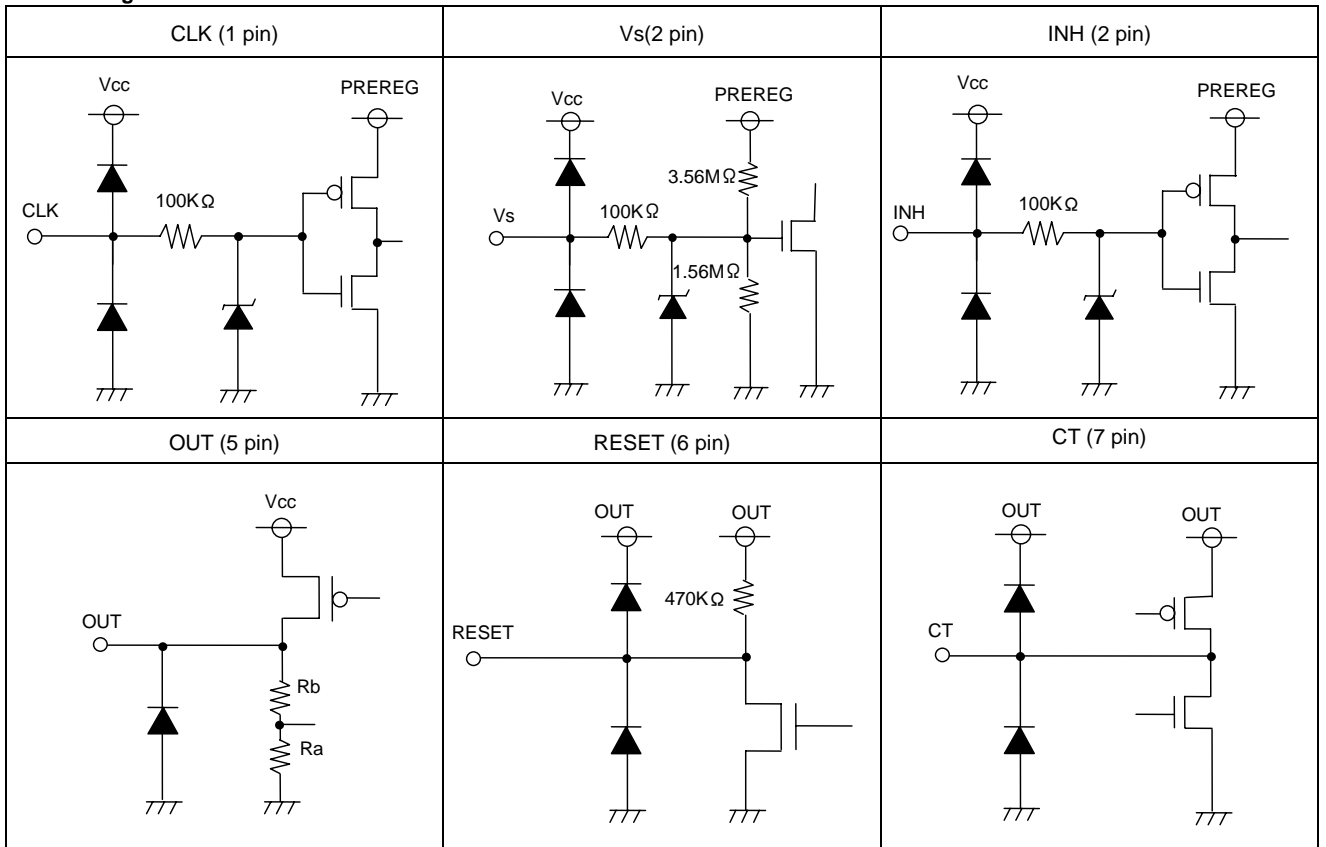 CLK (1 pin)
Vs(2 pin)
INH (2 pin)
Vcc
PREREG
100KΩ
CLK
Vcc
PREREG
3.56MΩ
100KΩ
Vs
1.56MΩ
Vcc
PREREG
100KΩ
INH
OUT (5 pin)
RESET (6 pin)
CT (7 pin)
Vcc
OUT
Rb
Ra
OUT
OUT
470KΩ
RESET
OUT
OUT
CT